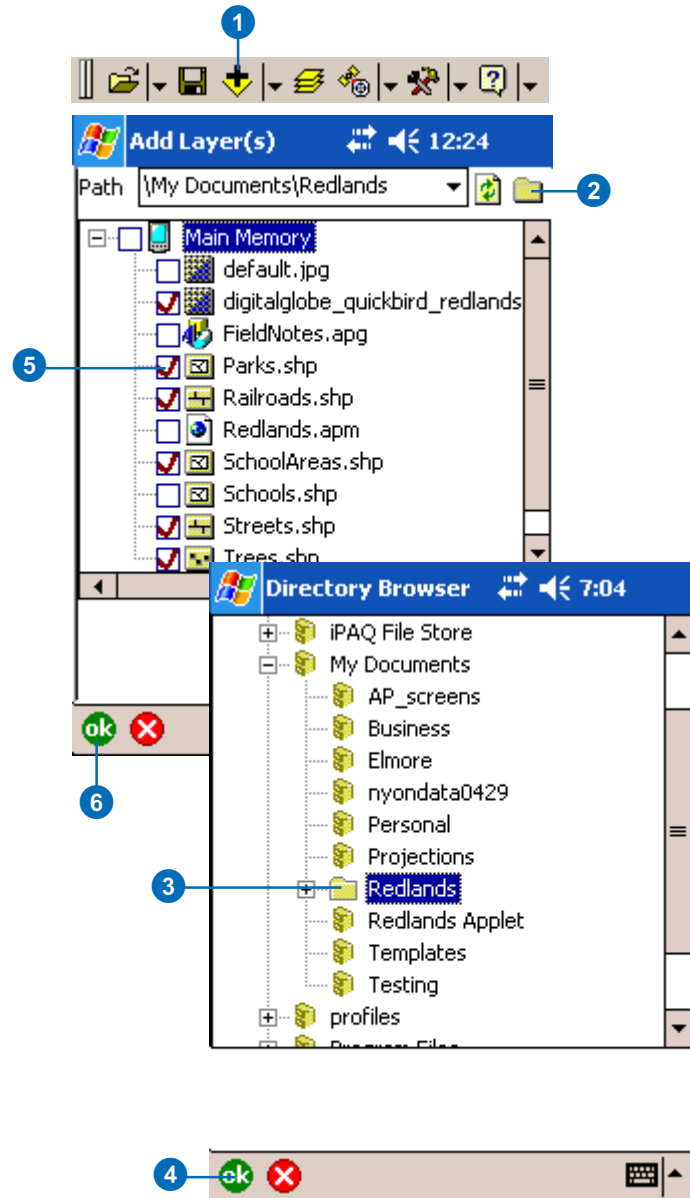 1
Add Layer(s) 12:24
Path \My Documents\Redlands
2
Main Memory
default.jpg
digitalglobe_quickbird_redlands
FieldNotes.apg
5
Parks.shp
Railroads.shp
Redlands.apm
SchoolAreas.shp
Schools.shp
Streets.shp
Trees.shp
Directory Browser 7:04
iPAQ File Store
My Documents
AP_screens
Business
ok
Elmore
6
nyondata0429
Personal
Projections
3
Redlands
Redlands Applet
Templates
Testing
profiles
Program Files
4
ok